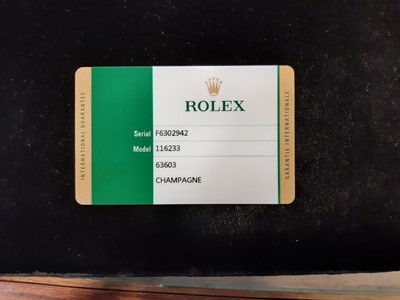 INTERNATIONAL GUARANTEE
ROLEX
Serial F6302942
Model 116233
63603
CHAMPAGNE
GARANTIE INTERNATIONALE